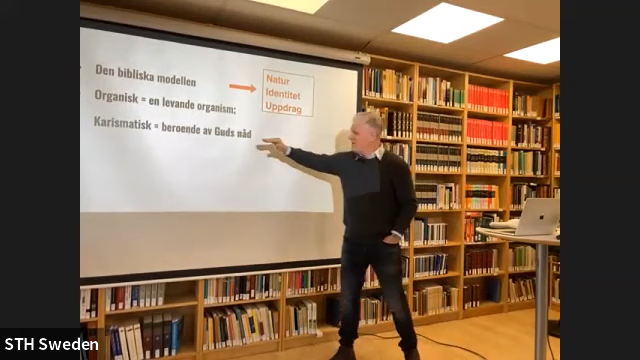 Den bibliska modellen
Organisk = en levande organism;
Karismatisk = beroende av Guds nåd
Natur
Identitet
Uppdrag
STH Sweden